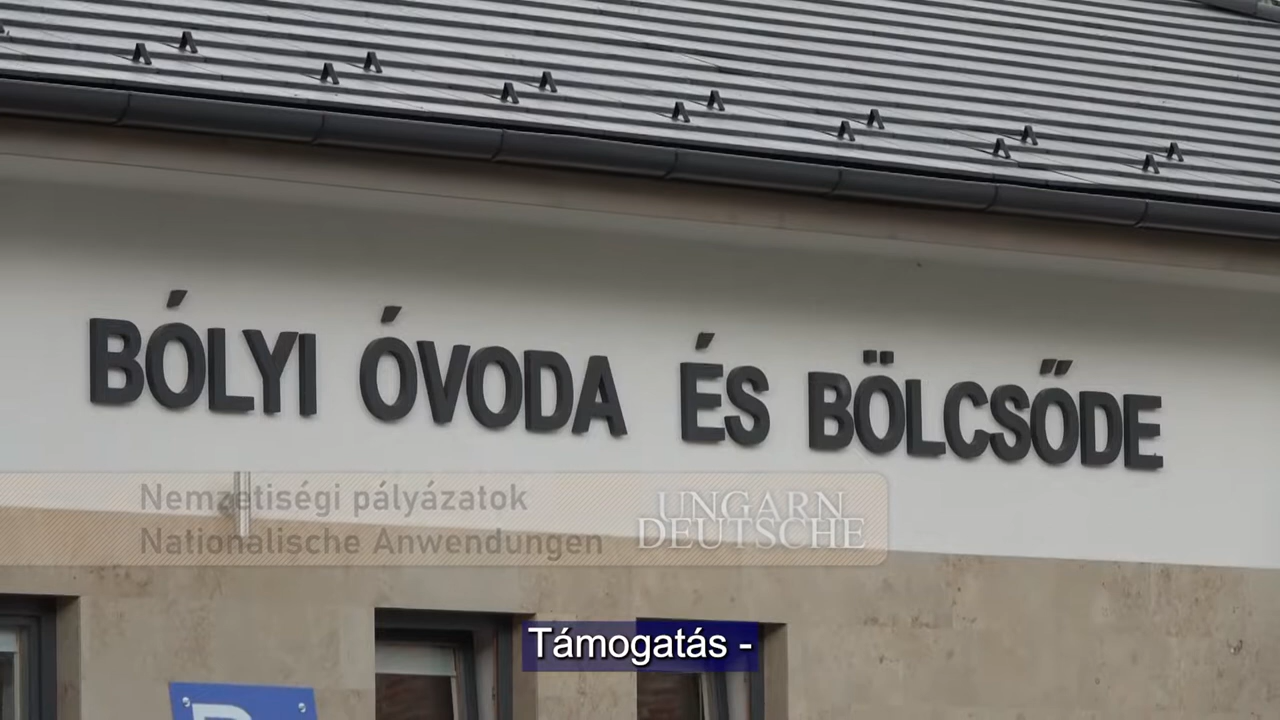 BÓLYI ÓVODA ÉS BÖLCSŐDE
Nemzetiségi pályázatok
Nationalische Anwendungen
UNGARN
DEUTSCHE
Támogatás -
P